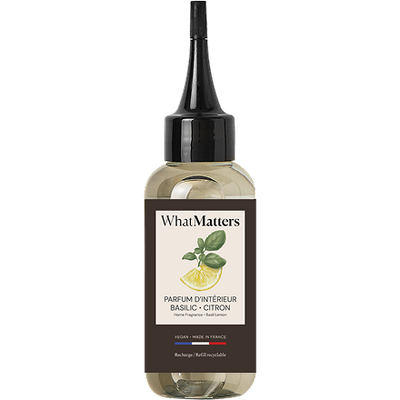 WhatMatters
PARFUM D'INTÉRIEUR
BASILIC • CITRON
Home Fragrance • Basil Lemon
VEGAN • MADE IN FRANCE
Recharge / Refill recyclable